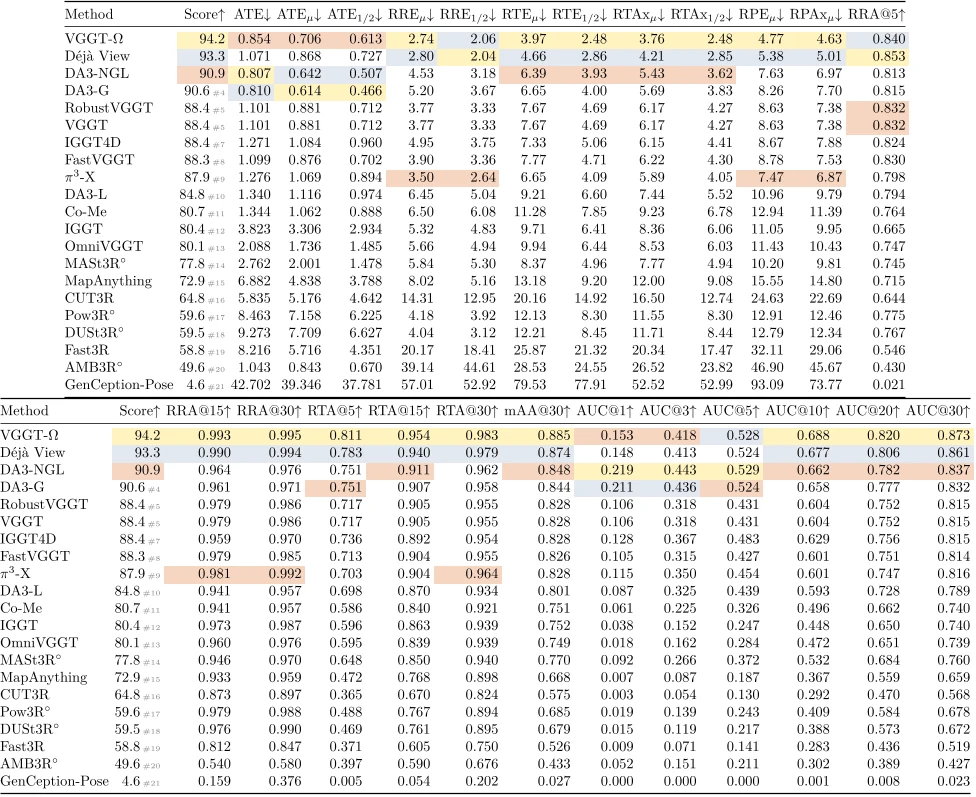 Method Score↑ ATE↓ ATEμ↓ ATE1/2↓ RREμ↓ RRE1/2↓ RTEμ↓ RTE1/2↓ RTAxμ↓ RTAx1/2↓ RPEμ↓ RPAxμ↓ RRA@5↑
VGGT-Ω 94.2 0.854 0.706 0.613 2.74 2.06 3.97 2.48 3.76 2.48 4.77 4.63 0.840
Déjà View 93.3 1.071 0.868 0.727 2.80 2.04 4.66 2.86 4.21 2.85 5.38 5.01 0.853
DA3-NGL 90.9 0.807 0.642 0.507 4.53 3.18 6.39 3.93 5.43 3.62 7.63 6.97 0.813
DA3-G 90.6 #4 0.810 0.614 0.466 5.20 3.67 6.65 4.00 5.69 3.83 8.26 7.70 0.815
RobustVGGT 88.4 #5 1.101 0.881 0.712 3.77 3.33 7.67 4.69 6.17 4.27 8.63 7.38 0.832
VGGT 88.4 #5 1.101 0.881 0.712 3.77 3.33 7.67 4.69 6.17 4.27 8.63 7.38 0.832
IGGT4D 88.4 #7 1.271 1.084 0.960 4.95 3.75 7.33 5.06 6.15 4.41 8.67 7.88 0.824
FastVGGT 88.3 #8 1.099 0.876 0.702 3.90 3.36 7.77 4.71 6.22 4.30 8.78 7.53 0.830
π³-X 87.9 #9 1.276 1.069 0.894 3.50 2.64 6.65 4.09 5.89 4.05 7.47 6.87 0.798
DA3-L 84.8 #10 1.340 1.116 0.974 6.45 5.04 9.21 6.60 7.44 5.52 10.96 9.79 0.794
Co-Me 80.7 #11 1.344 1.062 0.888 6.50 6.08 11.28 7.85 9.23 6.78 12.94 11.39 0.764
IGGT 80.4 #12 3.823 3.306 2.934 5.32 4.83 9.71 6.41 8.36 6.06 11.05 9.95 0.665
OmniVGGT 80.1 #13 2.088 1.736 1.485 5.66 4.94 9.94 6.44 8.53 6.03 11.43 10.43 0.747
MASt3R° 77.8 #14 2.762 2.001 1.478 5.84 5.30 8.37 4.96 7.77 4.94 10.20 9.81 0.745
MapAnything 72.9 #15 6.882 4.838 3.788 8.02 5.16 13.18 9.20 12.00 9.08 15.55 14.80 0.715
CUT3R 64.8 #16 5.835 5.176 4.642 14.31 12.95 20.16 14.92 16.50 12.74 24.63 22.69 0.644
Pow3R° 59.6 #17 8.463 7.158 6.225 4.18 3.92 12.13 8.30 11.55 8.30 12.91 12.46 0.775
DUSt3R° 59.5 #18 9.273 7.709 6.627 4.04 3.12 12.21 8.45 11.71 8.44 12.79 12.34 0.767
Fast3R 58.8 #19 8.216 5.716 4.351 20.17 18.41 25.87 21.32 20.34 17.47 32.11 29.06 0.546
AMB3R° 49.6 #20 1.043 0.843 0.670 39.14 44.61 28.53 24.55 26.52 23.82 46.90 45.67 0.430
GenCeption-Pose 4.6 #21 42.702 39.346 37.781 57.01 52.92 79.53 77.91 52.52 52.99 93.09 73.77 0.021
Method Score↑ RRA@15↑ RRA@30↑ RTA@5↑ RTA@15↑ RTA@30↑ mAA@30↑ AUC@1↑ AUC@3↑ AUC@5↑ AUC@10↑ AUC@20↑ AUC@30↑
VGGT-Ω 94.2 0.993 0.995 0.811 0.954 0.983 0.885 0.153 0.418 0.528 0.688 0.820 0.873
Déjà View 93.3 0.990 0.994 0.783 0.940 0.979 0.874 0.148 0.413 0.524 0.677 0.806 0.861
DA3-NGL 90.9 0.964 0.976 0.751 0.911 0.962 0.848 0.219 0.443 0.529 0.662 0.782 0.837
DA3-G 90.6 #4 0.961 0.971 0.751 0.907 0.958 0.844 0.211 0.436 0.524 0.658 0.777 0.832
RobustVGGT 88.4 #5 0.979 0.986 0.717 0.905 0.955 0.828 0.106 0.318 0.431 0.604 0.752 0.815
VGGT 88.4 #5 0.979 0.986 0.717 0.905 0.955 0.828 0.106 0.318 0.431 0.604 0.752 0.815
IGGT4D 88.4 #7 0.959 0.970 0.736 0.892 0.954 0.828 0.128 0.367 0.483 0.629 0.756 0.815
FastVGGT 88.3 #8 0.979 0.985 0.713 0.904 0.955 0.826 0.105 0.315 0.427 0.601 0.751 0.814
π³-X 87.9 #9 0.981 0.992 0.703 0.904 0.964 0.828 0.115 0.350 0.454 0.601 0.747 0.816
DA3-L 84.8 #10 0.941 0.957 0.698 0.870 0.934 0.801 0.087 0.325 0.439 0.593 0.728 0.789
Co-Me 80.7 #11 0.941 0.957 0.586 0.840 0.921 0.751 0.061 0.225 0.326 0.496 0.662 0.740
IGGT 80.4 #12 0.973 0.987 0.596 0.863 0.939 0.752 0.038 0.152 0.247 0.448 0.650 0.740
OmniVGGT 80.1 #13 0.960 0.976 0.595 0.839 0.939 0.749 0.018 0.162 0.284 0.472 0.651 0.739
MASt3R° 77.8 #14 0.946 0.970 0.648 0.850 0.940 0.770 0.092 0.266 0.372 0.532 0.684 0.760
MapAnything 72.9 #15 0.933 0.959 0.472 0.768 0.898 0.668 0.007 0.087 0.187 0.367 0.559 0.659
CUT3R 64.8 #16 0.873 0.897 0.365 0.670 0.824 0.575 0.003 0.054 0.130 0.292 0.470 0.568
Pow3R° 59.6 #17 0.979 0.988 0.488 0.767 0.894 0.685 0.019 0.139 0.243 0.409 0.584 0.678
DUSt3R° 59.5 #18 0.976 0.990 0.469 0.761 0.895 0.679 0.015 0.119 0.217 0.388 0.573 0.672
Fast3R 58.8 #19 0.812 0.847 0.371 0.605 0.750 0.526 0.009 0.071 0.141 0.283 0.436 0.519
AMB3R° 49.6 #20 0.540 0.580 0.397 0.590 0.676 0.433 0.052 0.151 0.211 0.302 0.389 0.427
GenCeption-Pose 4.6 #21 0.159 0.376 0.005 0.054 0.202 0.027 0.000 0.000 0.000 0.001 0.008 0.023